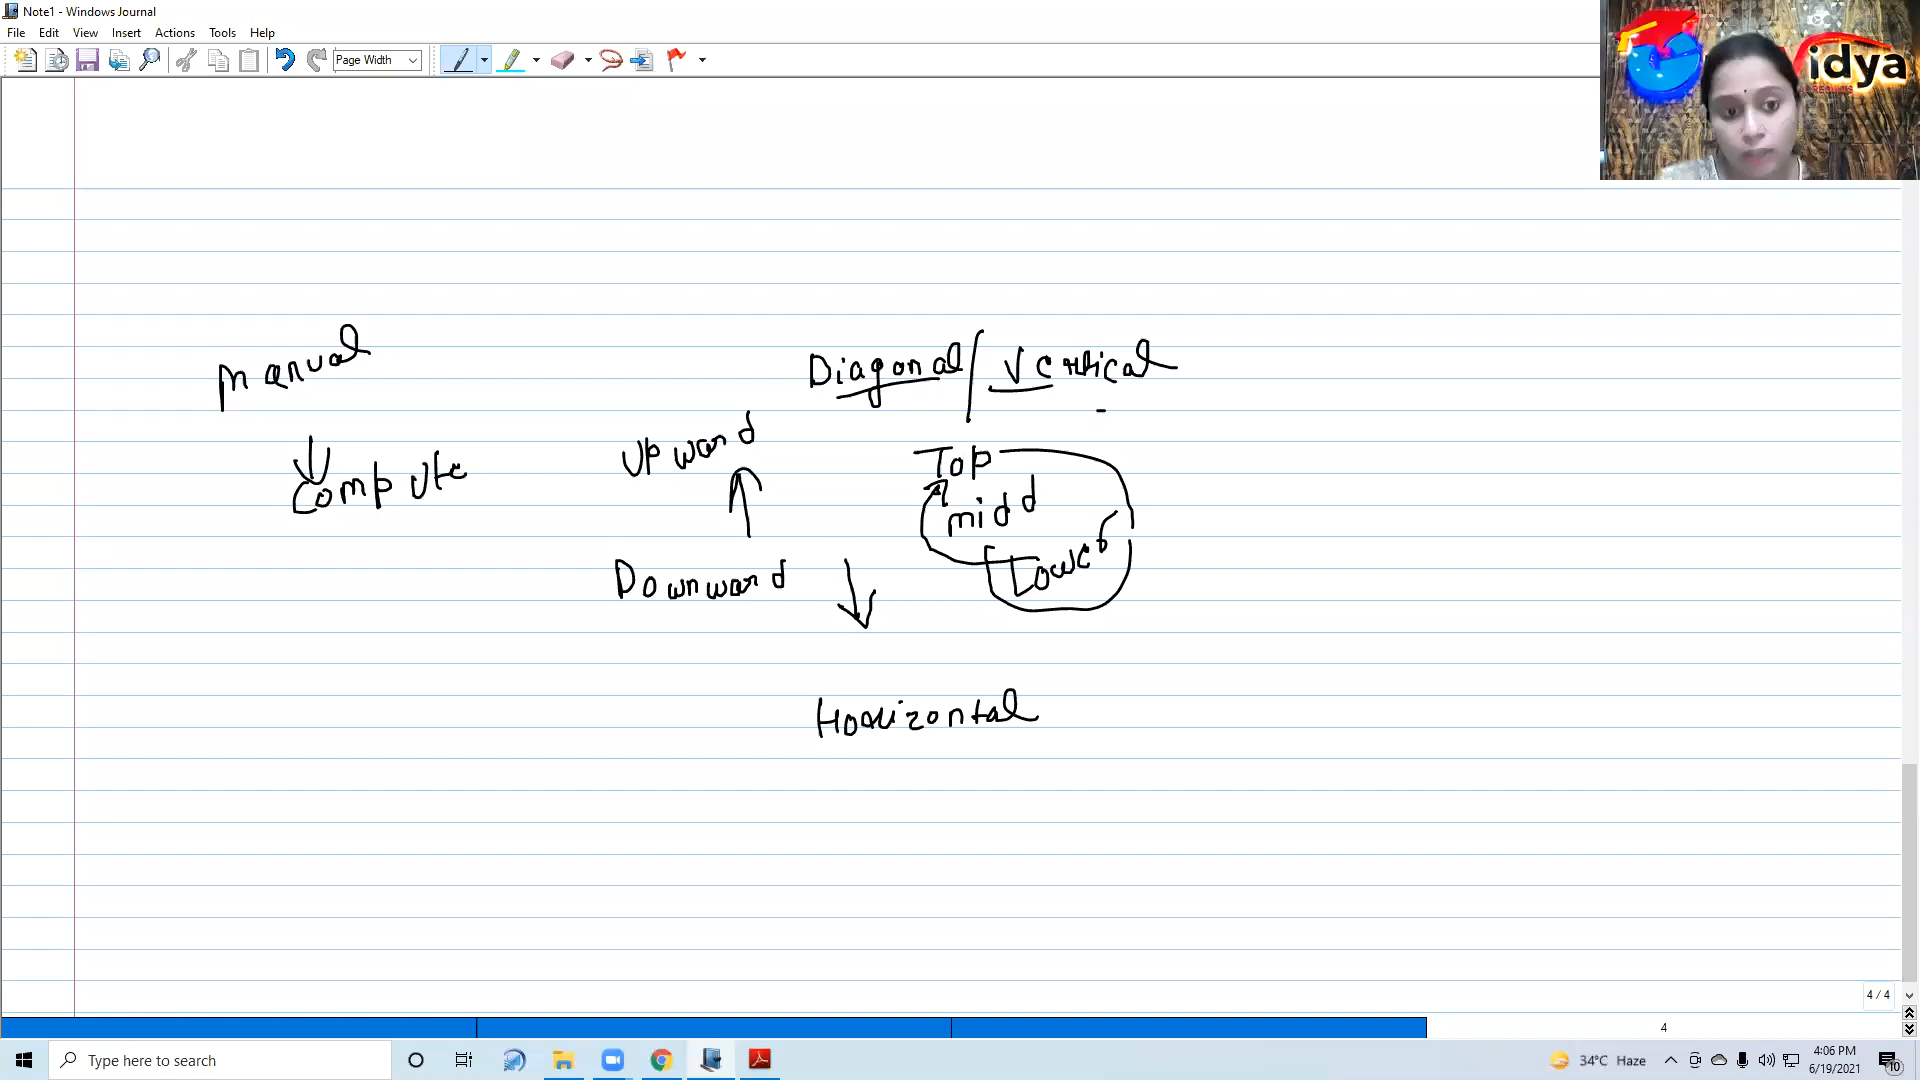 Note1 - Windows Journal
File Edit View Insert Actions Tools Help
Page Width
idya
RESULTS
Manual
Diagonal / Vertical
Upward
Top
Compute
midd
Lower
Downward
Horizontal
4 / 4
4
Type here to search
34°C Haze
4:06 PM
6/19/2021
10